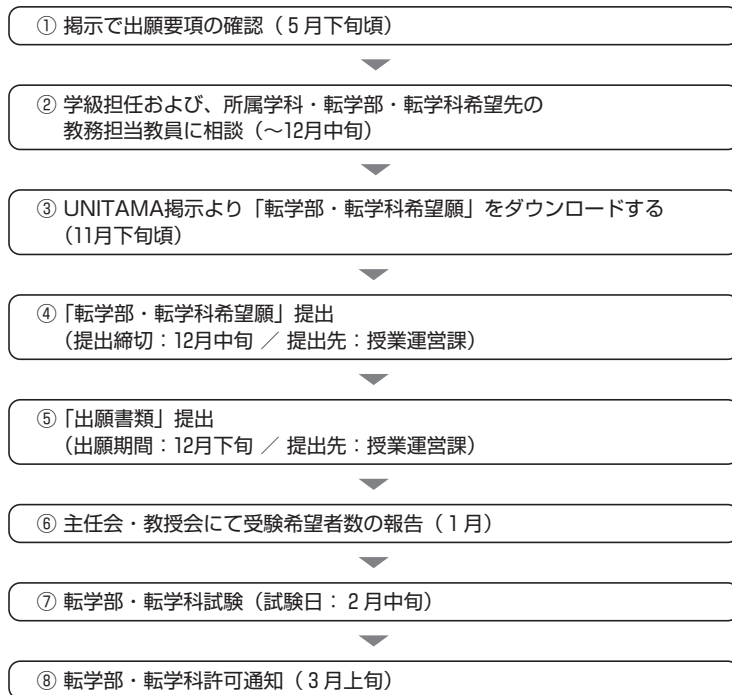 ① 掲示で出願要項の確認（5月下旬頃）
② 学級担任および、所属学科・転学部・転学科希望先の
教務担当教員に相談（～12月中旬）
③ UNITAMA掲示より「転学部・転学科希望願」をダウンロードする
（11月下旬頃）
④「転学部・転学科希望願」提出
（提出締切：12月中旬 ／ 提出先：授業運営課）
⑤「出願書類」提出
（出願期間：12月下旬 ／ 提出先：授業運営課）
⑥ 主任会・教授会にて受験希望者数の報告（1月）
⑦ 転学部・転学科試験（試験日：2月中旬）
⑧ 転学部・転学科許可通知（3月上旬）